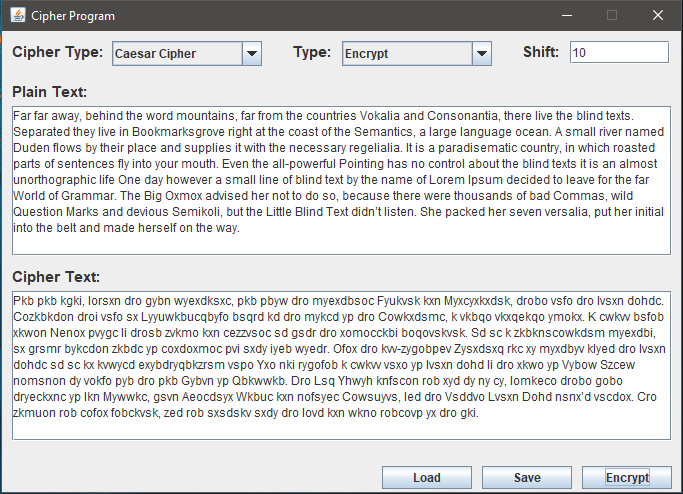 Cipher Program
Cipher Type: Caesar Cipher Type: Encrypt Shift: 10
Plain Text:
Far far away, behind the word mountains, far from the countries Vokalia and Consonantia, there live the blind texts.
Separated they live in Bookmarksgrove right at the coast of the Semantics, a large language ocean. A small river named
Duden flows by their place and supplies it with the necessary regelialia. It is a paradisematic country, in which roasted
parts of sentences fly into your mouth. Even the all-powerful Pointing has no control about the blind texts it is an almost
unorthographic life One day however a small line of blind text by the name of Lorem Ipsum decided to leave for the far
World of Grammar. The Big Oxmox advised her not to do so, because there were thousands of bad Commas, wild
Question Marks and devious Semikoli, but the Little Blind Text didn't listen. She packed her seven versalia, put her initial
into the belt and made herself on the way.
Cipher Text:
Pkb pkb kgki, lorsxn dro gybn wyexdksxc, pkb pbyw dro myexdbsoc Fyukvsk kxn Myxcyxkxdsk, drobo vsfo dro lvsxn dohdc.
Cozkbkdon droi vsfo sx Lyyuwkbucqbyfo bsqrd kd dro mykcd yp dro Cowkxdsmc, k vkbqo vkxqekqo ymokx. K cwkvv bsfob
xkwon Nenox pvygc li drosb zvkmo kxn cezzvsoc sd gsdr dro xomocckbi boqovskvsk. Sd sc k zkbknscowkdsm myexdbi,
sx grsmr bykcdon zkbdc yp coxdoxmoc pvi sxdy iyeb wyedr. Ofox dro kvv-zygobpev Zysxdsxq rkc xy myxdbyv klyed dro lvsxn
dohdc sd sc kx kvwycd exybdryqbkzrsm vspo Yxo nki rygofob k cwkvv vsxo yp lvsxn dohd li dro xkwo yp Vybow Szcew
nomsnon dy vokfo pyb dro pkb Gybvn yp Qbkwwkb. Dro Lsq Yhwyh knfscon rob xyd dy ny cy, lomkeco drobo gobo
dryeckxnc yp lkn Mywwkc, gsvn Aeocdsyx Wkbuc kxn nofsyec Cowsuyvs, led dro Vsddvo Lvsxn Dohd nsnx'd vscdox. Cro
zkmuon rob cofox fobckvsk, zed rob sxsdskv sxdy dro lovd kxn wkno robcovp yx dro gki.
Load Save Encrypt